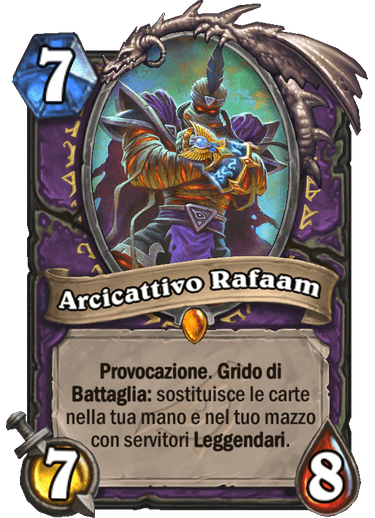 7
Arcicattivo Rafaam
Provocazione. Grido di
Battaglia: sostituisce le carte
nella tua mano e nel tuo mazzo
con servitori Leggendari.
7
8